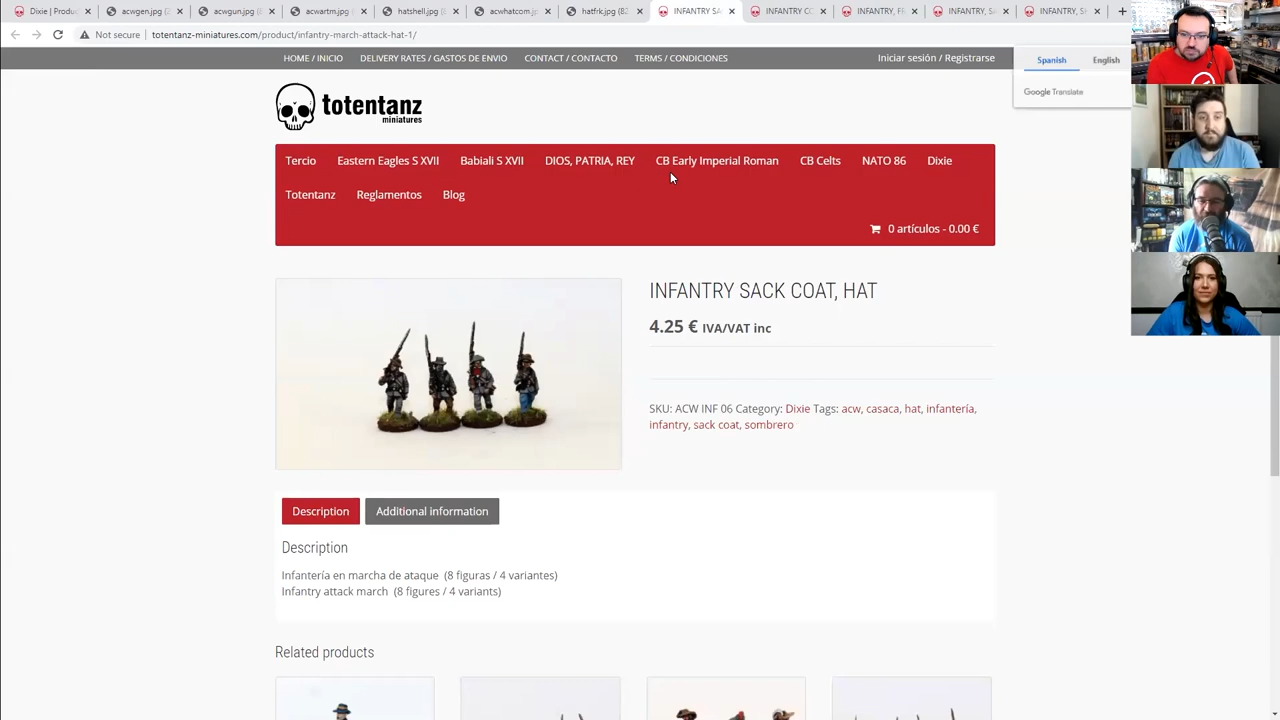 Dixie | Produc
acwgen.jpg (
acwgun.jpg (
acwartm.jpg
hatshell.jpg (
acwhscom.jpg
hatfrk.jpg (82
INFANTRY SA
INFANTRY CO
INFANTRY, F
INFANTRY, S
INFANTRY, SH
Not secure
totentanz-miniatures.com/product/infantry-march-attack-hat-1/
HOME / INICIO
DELIVERY RATES / GASTOS DE ENVIO
CONTACT / CONTACTO
TERMS / CONDICIONES
Iniciar sesión / Registrarse
Spanish
English
Google Translate
totentanz
miniatures
Tercio
Eastern Eagles S XVII
Babiali S XVII
DIOS, PATRIA, REY
CB Early Imperial Roman
CB Celts
NATO 86
Dixie
Totentanz
Reglamentos
Blog
0 artículos - 0.00 €
INFANTRY SACK COAT, HAT
4.25 € IVA/VAT inc
SKU: ACW INF 06 Category: Dixie Tags: acw, casaca, hat, infantería,
infantry, sack coat, sombrero
Description
Additional information
Description
Infantería en marcha de ataque (8 figuras / 4 variantes)
Infantry attack march (8 figures / 4 variants)
Related products